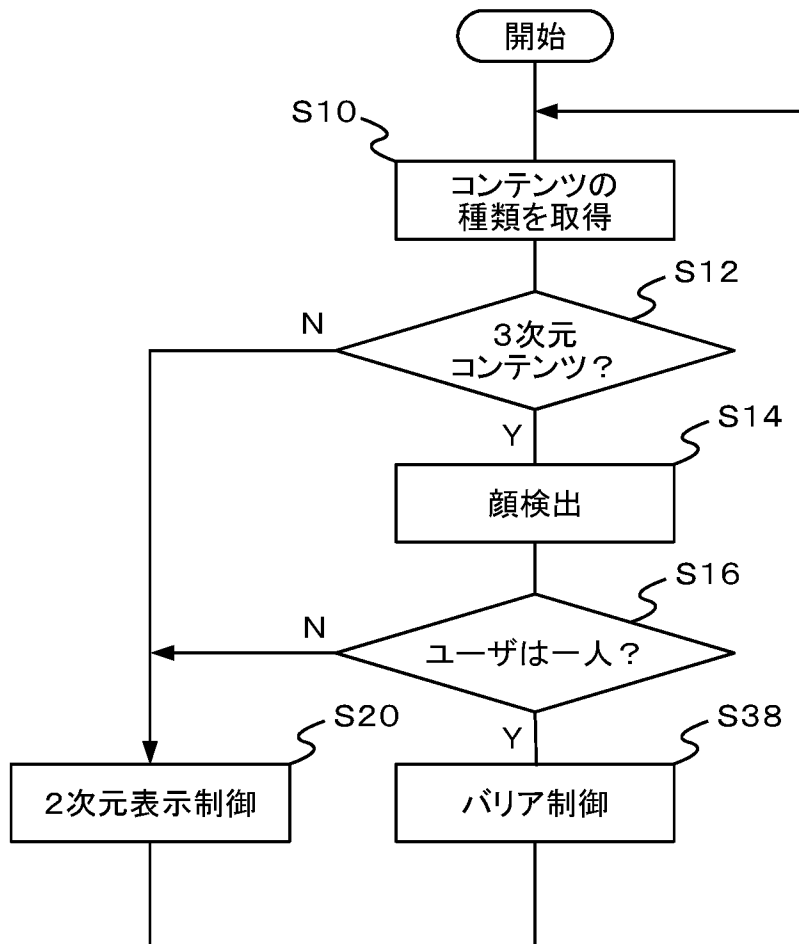 開始
S10
コンテンツの
種類を取得
S12
N
3次元
コンテンツ？
Y
S14
顔検出
S16
N
ユーザは一人？
Y
S20
S38
2次元表示制御
バリア制御